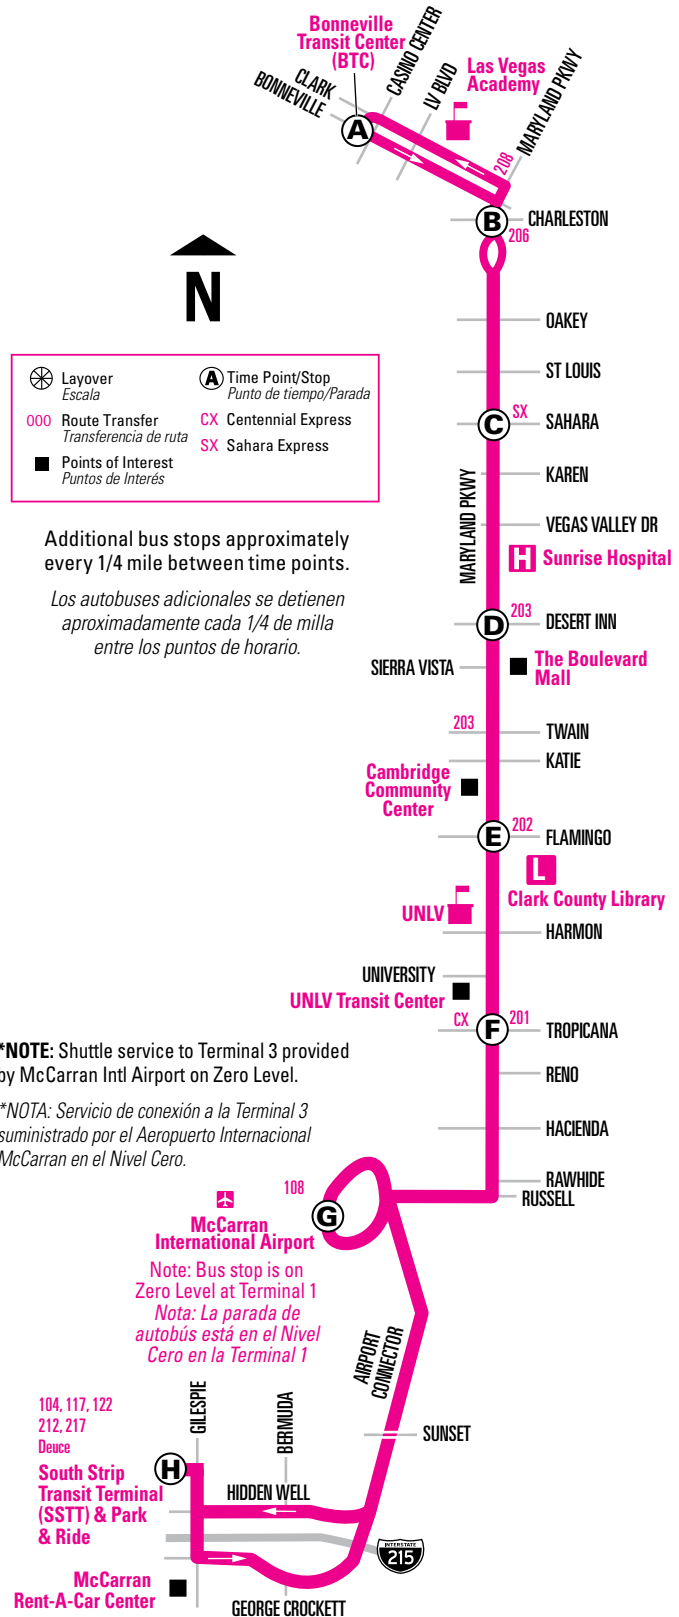 Bonneville
Transit Center
(BTC)
CLARK
BONNEVILLE
CASINO CENTER
LV BLVD
Las Vegas
Academy
MARYLAND PKWY
A
208
B
CHARLESTON
206
N
OAKEY
ST LOUIS
Layover
Escala
000 Route Transfer
Transferencia de ruta
Points of Interest
Puntos de Interés
A Time Point/Stop
Punto de tiempo/Parada
CX Centennial Express
SX Sahara Express
C
SX
SAHARA
KAREN
MARYLAND PKWY
VEGAS VALLEY DR
H Sunrise Hospital
Additional bus stops approximately
every 1/4 mile between time points.
Los autobuses adicionales se detienen
aproximadamente cada 1/4 de milla
entre los puntos de horario.
D
203
DESERT INN
SIERRA VISTA
The Boulevard
Mall
203
TWAIN
KATIE
Cambridge
Community
Center
E
202
FLAMINGO
L
Clark County Library
UNLV
HARMON
UNIVERSITY
UNLV Transit Center
CX
F
201
TROPICANA
*NOTE: Shuttle service to Terminal 3 provided
by McCarran Intl Airport on Zero Level.
*NOTA: Servicio de conexión a la Terminal 3
suministrado por el Aeropuerto Internacional
McCarran en el Nivel Cero.
RENO
HACIENDA
RAWHIDE
RUSSELL
108
G
McCarran
International Airport
Note: Bus stop is on
Zero Level at Terminal 1
Nota: La parada de
autobús está en el Nivel
Cero en la Terminal 1
AIRPORT
CONNECTOR
SUNSET
104, 117, 122
212, 217
Deuce
South Strip
Transit Terminal
(SSTT) & Park
& Ride
GILESPIE
BERMUDA
H
HIDDEN WELL
INTERSTATE
215
McCarran
Rent-A-Car Center
GEORGE CROCKETT